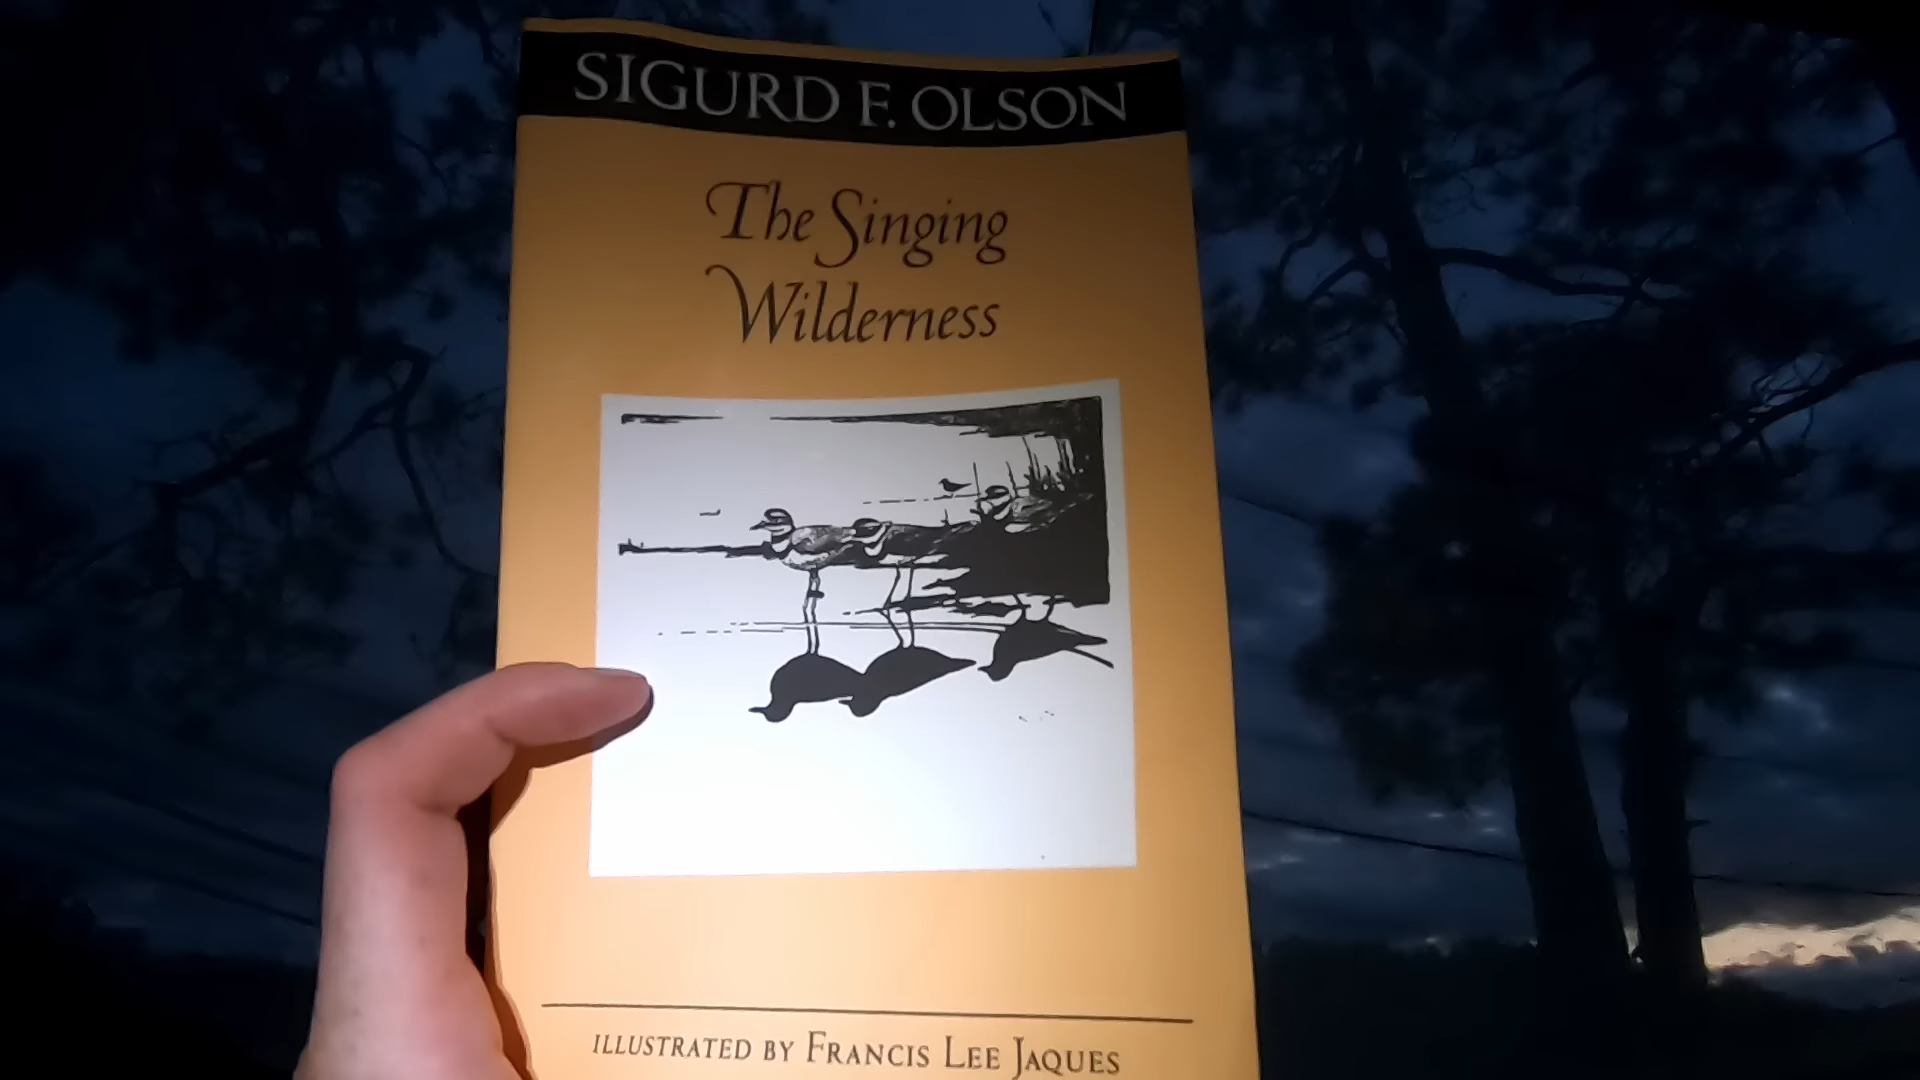 SIGURD F. OLSON
The Singing
Wilderness
ILLUSTRATED BY FRANCIS LEE JAQUES